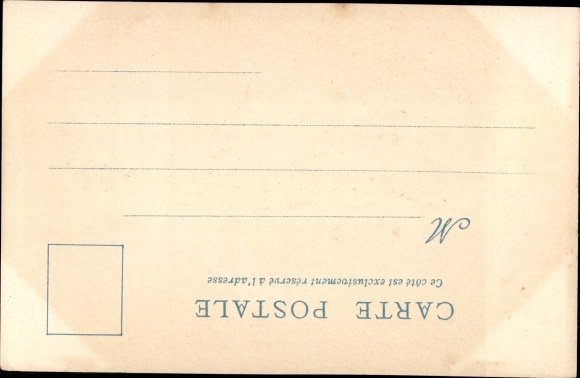 CARTE POSTALE
Ce côté est exclusivement réservé à l'adresse
M